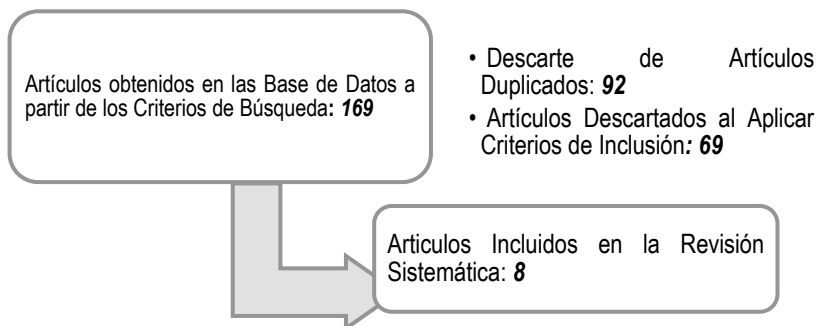 Artículos obtenidos en las Base de Datos a
partir de los Criterios de Búsqueda: 169
• Descarte de Artículos
Duplicados: 92
• Artículos Descartados al Aplicar
Criterios de Inclusión: 69
Articulos Incluidos en la Revisión
Sistemática: 8